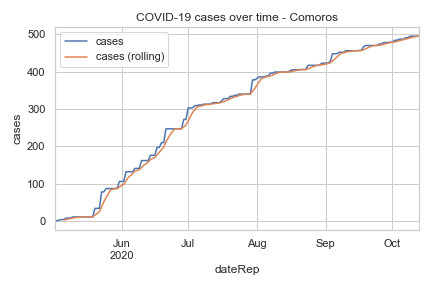 COVID-19 cases over time - Comoros
cases
cases (rolling)
500
400
300
200
100
0
cases
Jun
2020
Jul
Aug
Sep
Oct
dateRep